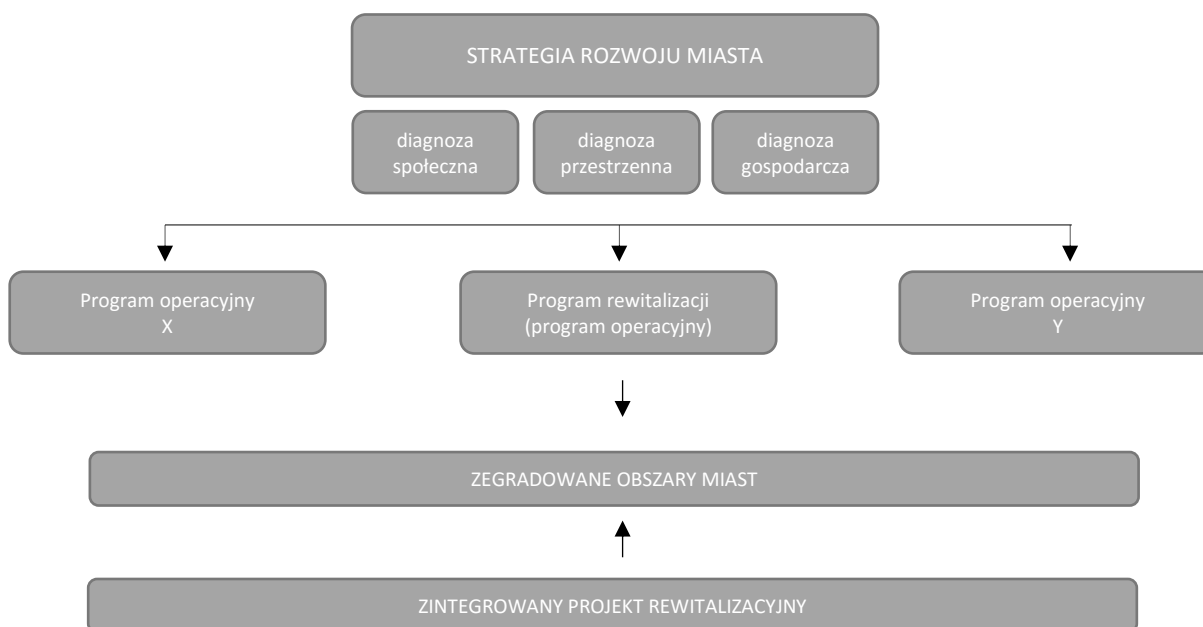 STRATEGIA ROZWOJU MIASTA
diagnoza
społeczna
diagnoza
przestrzenna
diagnoza
gospodarcza
Program operacyjny
X
Program rewitalizacji
(program operacyjny)
Program operacyjny
Y
ZEGRADOWANE OBSZARY MIAST
ZINTEGROWANY PROJEKT REWITALIZACYJNY